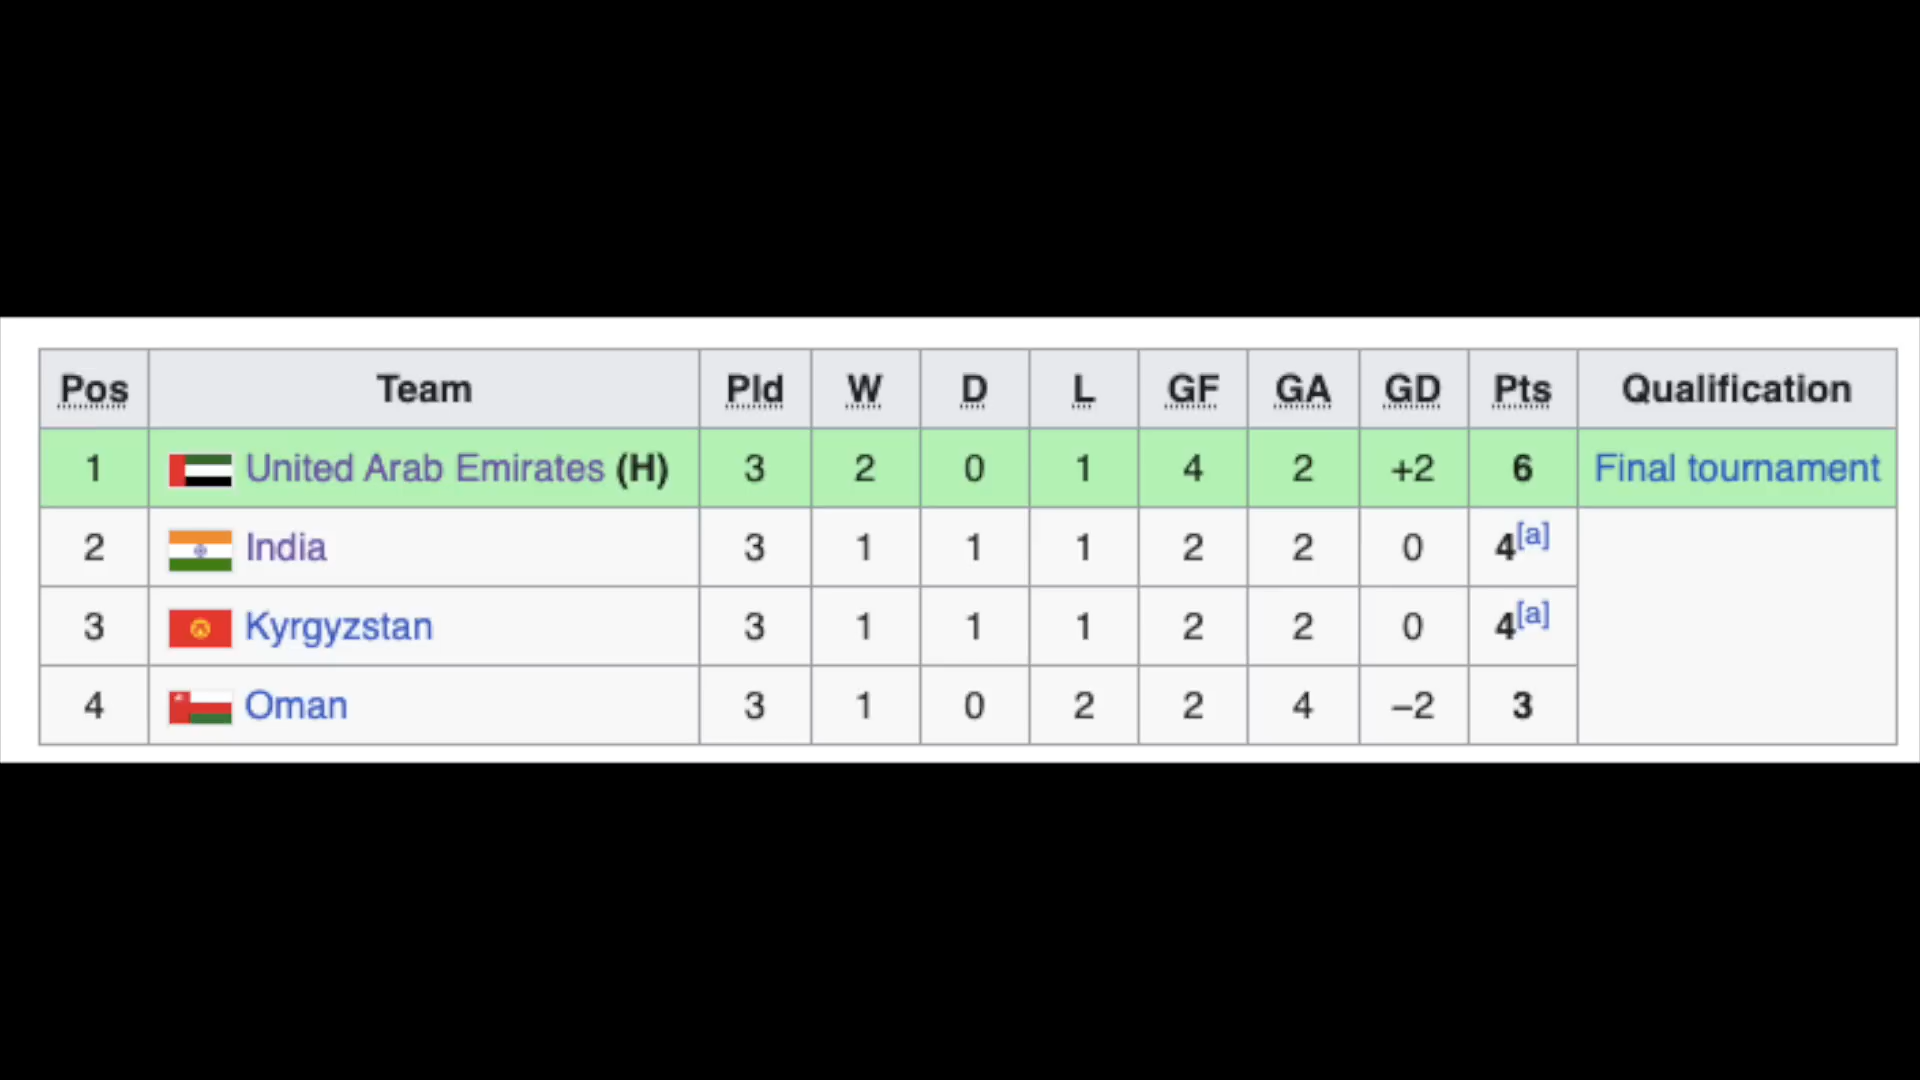 Pos Team Pld W D L GF GA GD Pts Qualification
1 United Arab Emirates (H) 3 2 0 1 4 2 +2 6 Final tournament
2 India 3 1 1 1 2 2 0 4[a]
3 Kyrgyzstan 3 1 1 1 2 2 0 4[a]
4 Oman 3 1 0 2 2 4 −2 3